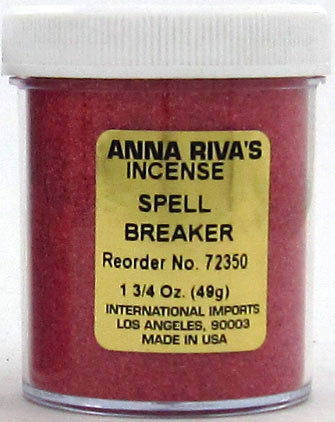 ANNA RIVA'S
INCENSE
SPELL
BREAKER
Reorder No. 72350
1 3/4 Oz. (49g)
INTERNATIONAL IMPORTS
LOS ANGELES, 90003
MADE IN USA